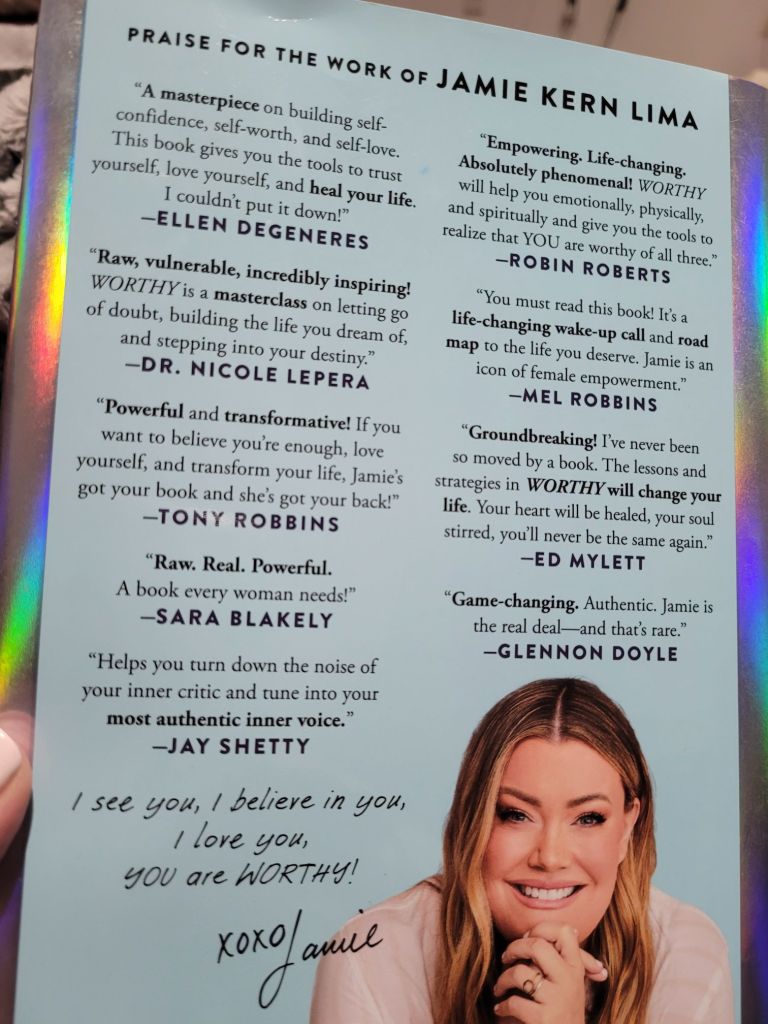 PRAISE FOR THE WORK OF JAMIE KERN LIMA
“A masterpiece on building self-
confidence, self-worth, and self-love.
This book gives you the tools to trust
yourself, love yourself, and heal your life.
I couldn’t put it down!”
—ELLEN DEGENERES
“Raw, vulnerable, incredibly inspiring!
WORTHY is a masterclass on letting go
of doubt, building the life you dream of,
and stepping into your destiny.”
—DR. NICOLE LEPERA
“Powerful and transformative! If you
want to believe you’re enough, love
yourself, and transform your life, Jamie’s
got your book and she’s got your back!”
—TONY ROBBINS
“Raw. Real. Powerful.
A book every woman needs!”
—SARA BLAKELY
“Helps you turn down the noise of
your inner critic and tune into your
most authentic inner voice.”
—JAY SHETTY
“Empowering. Life-changing.
Absolutely phenomenal! WORTHY
will help you emotionally, physically,
and spiritually and give you the tools to
realize that YOU are worthy of all three.”
—ROBIN ROBERTS
“You must read this book! It’s a
life-changing wake-up call and road
map to the life you deserve. Jamie is an
icon of female empowerment.”
—MEL ROBBINS
“Groundbreaking! I’ve never been
so moved by a book. The lessons and
strategies in WORTHY will change your
life. Your heart will be healed, your soul
stirred, you’ll never be the same again.”
—ED MYLETT
“Game-changing. Authentic. Jamie is
the real deal—and that’s rare.”
—GLENNON DOYLE
I see you, I believe in you,
I love you,
YOU are WORTHY!
xoxo Jamie